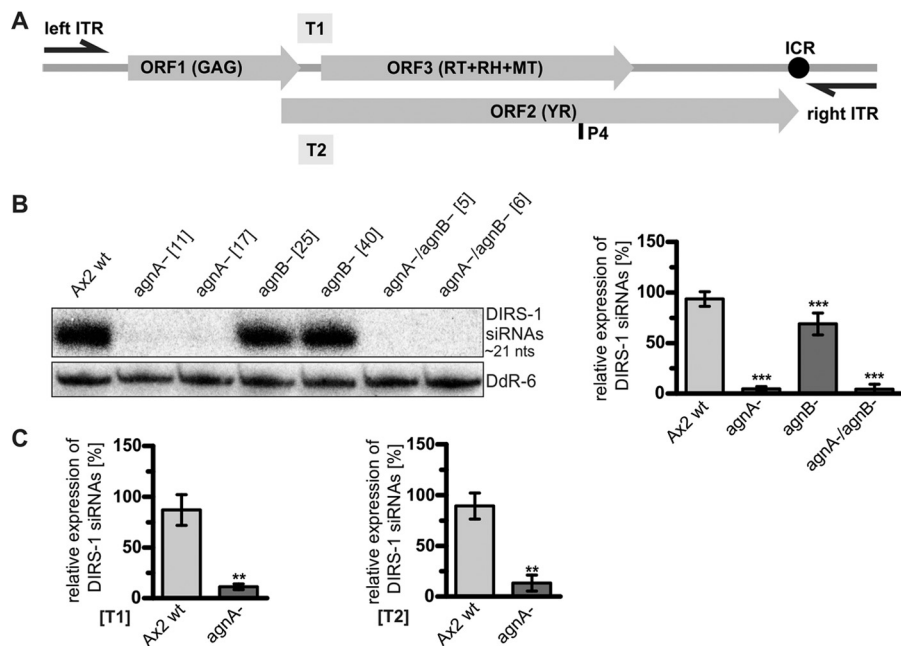 A
left ITR
T1
ICR
ORF1 (GAG)
ORF3 (RT+RH+MT)
ORF2 (YR)
right ITR
P4
T2
B
Ax2 wt
agnA− [11]
agnA− [17]
agnB− [25]
agnB− [40]
agnA−/agnB− [5]
agnA−/agnB− [6]
DIRS-1
siRNAs
~21 nts
DdR-6
relative expression of
DIRS-1 siRNAs [%]
150
100
50
0
***
***
***
Ax2 wt
agnA-
agnB-
agnA-/agnB-
C
relative expression of
DIRS-1 siRNAs [%]
150
100
50
0
**
[T1]
Ax2 wt
agnA-
relative expression of
DIRS-1 siRNAs [%]
150
100
50
0
**
[T2]
Ax2 wt
agnA-